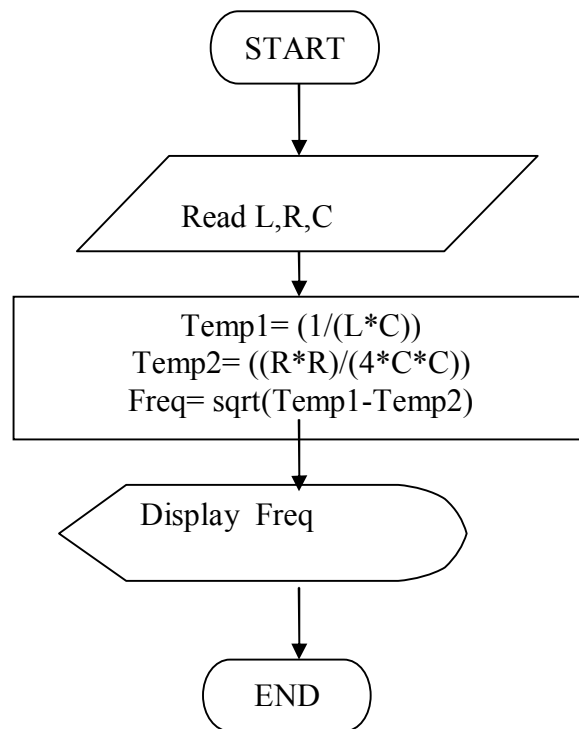 START
Read L,R,C
Temp1= (1/(L*C))
Temp2= ((R*R)/(4*C*C))
Freq= sqrt(Temp1-Temp2)
Display Freq
END